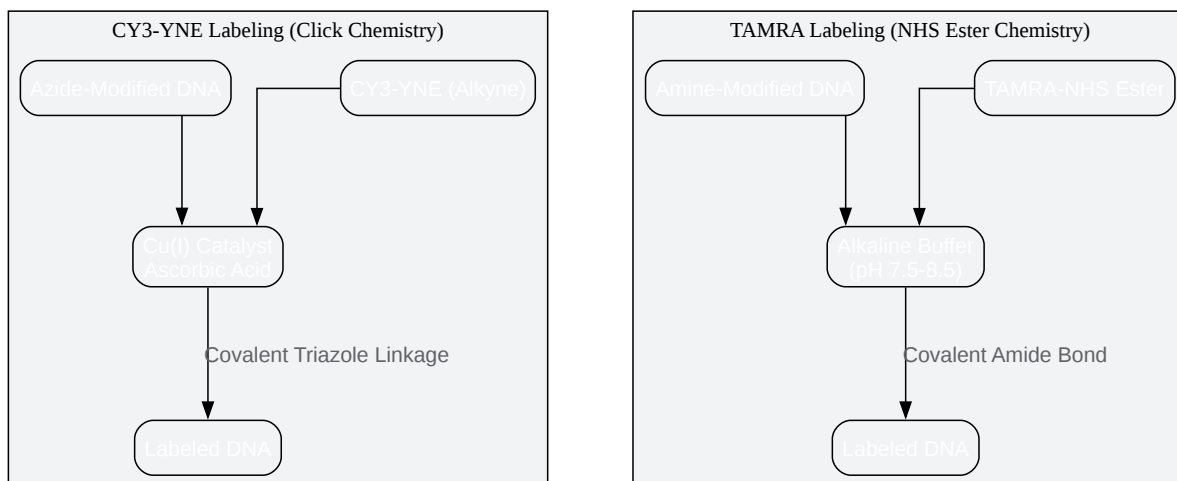 CY3-YNE Labeling (Click Chemistry)
Azide-Modified DNA
CY3-YNE (Alkyne)
Cu(I) Catalyst
Ascorbic Acid
Covalent Triazole Linkage
Labeled DNA
TAMRA Labeling (NHS Ester Chemistry)
Amine-Modified DNA
TAMRA-NHS Ester
Alkaline Buffer
(pH 7.5-8.5)
Covalent Amide Bond
Labeled DNA